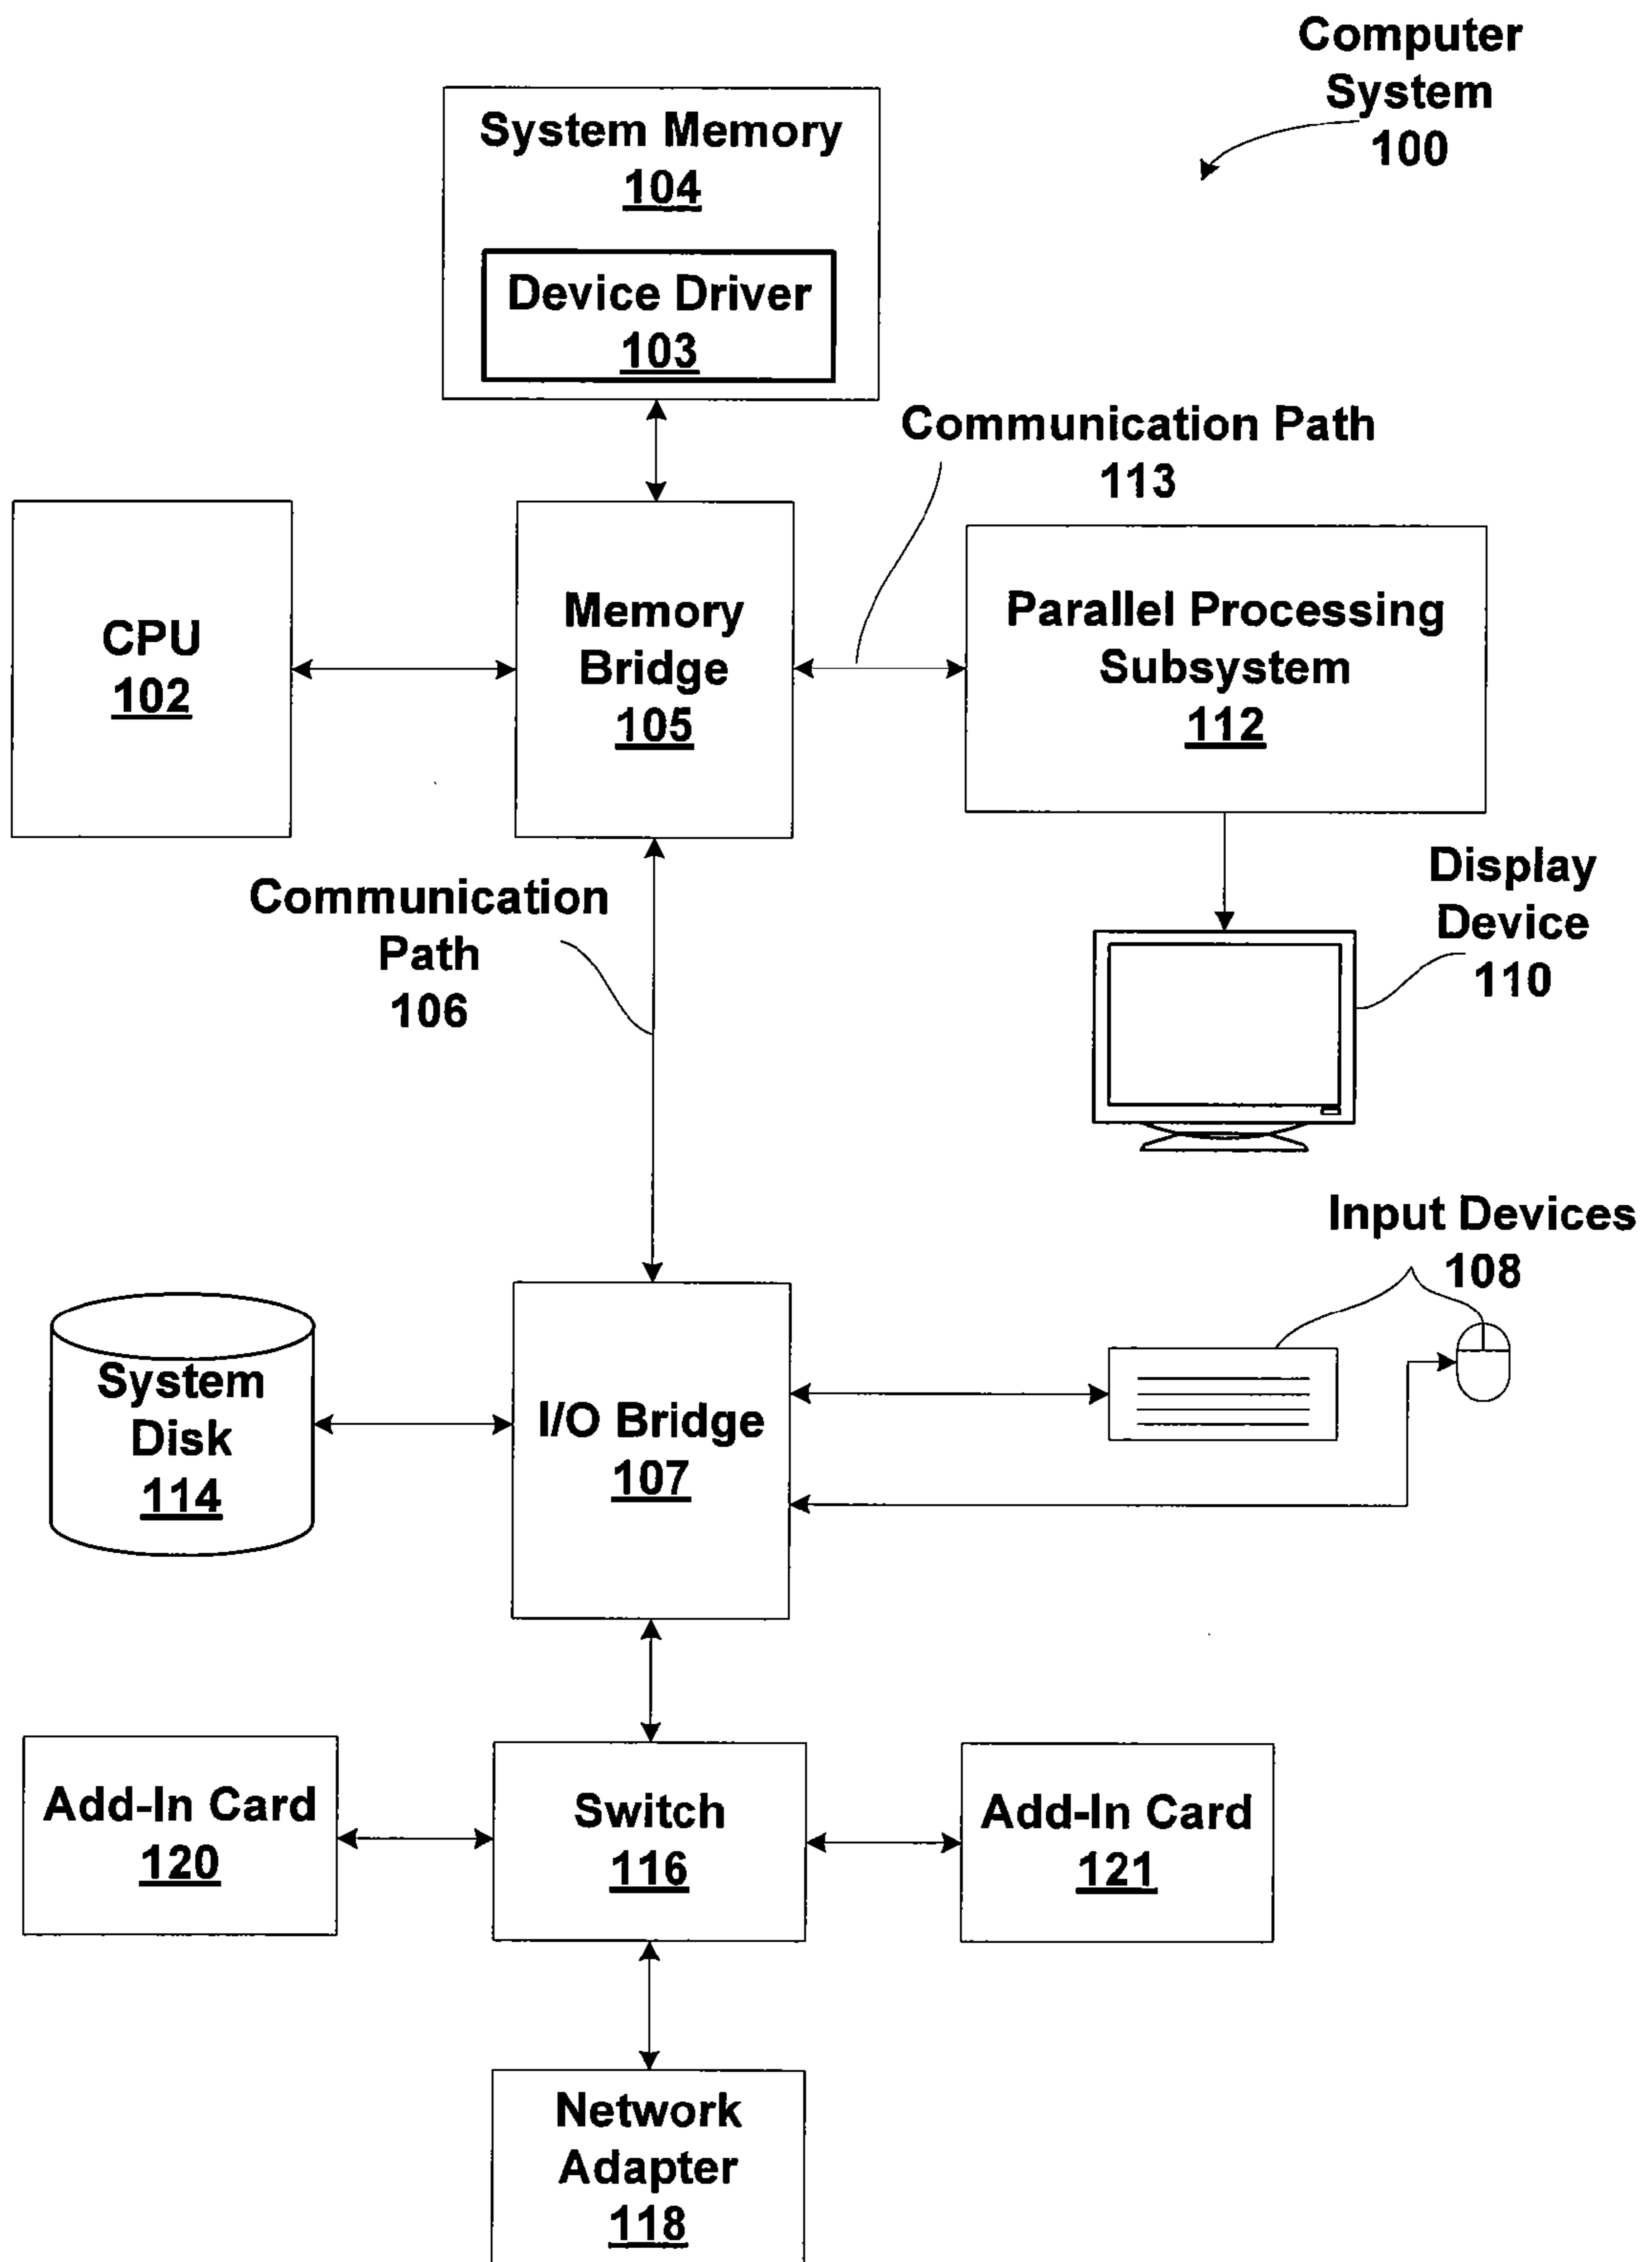 Computer
System
100
System Memory
104
Device Driver
103
Communication Path
113
CPU
102
Memory
Bridge
105
Parallel Processing
Subsystem
112
Communication
Path
106
Display
Device
110
Input Devices
108
System
Disk
114
I/O Bridge
107
Add-In Card
120
Switch
116
Add-In Card
121
Network
Adapter
118